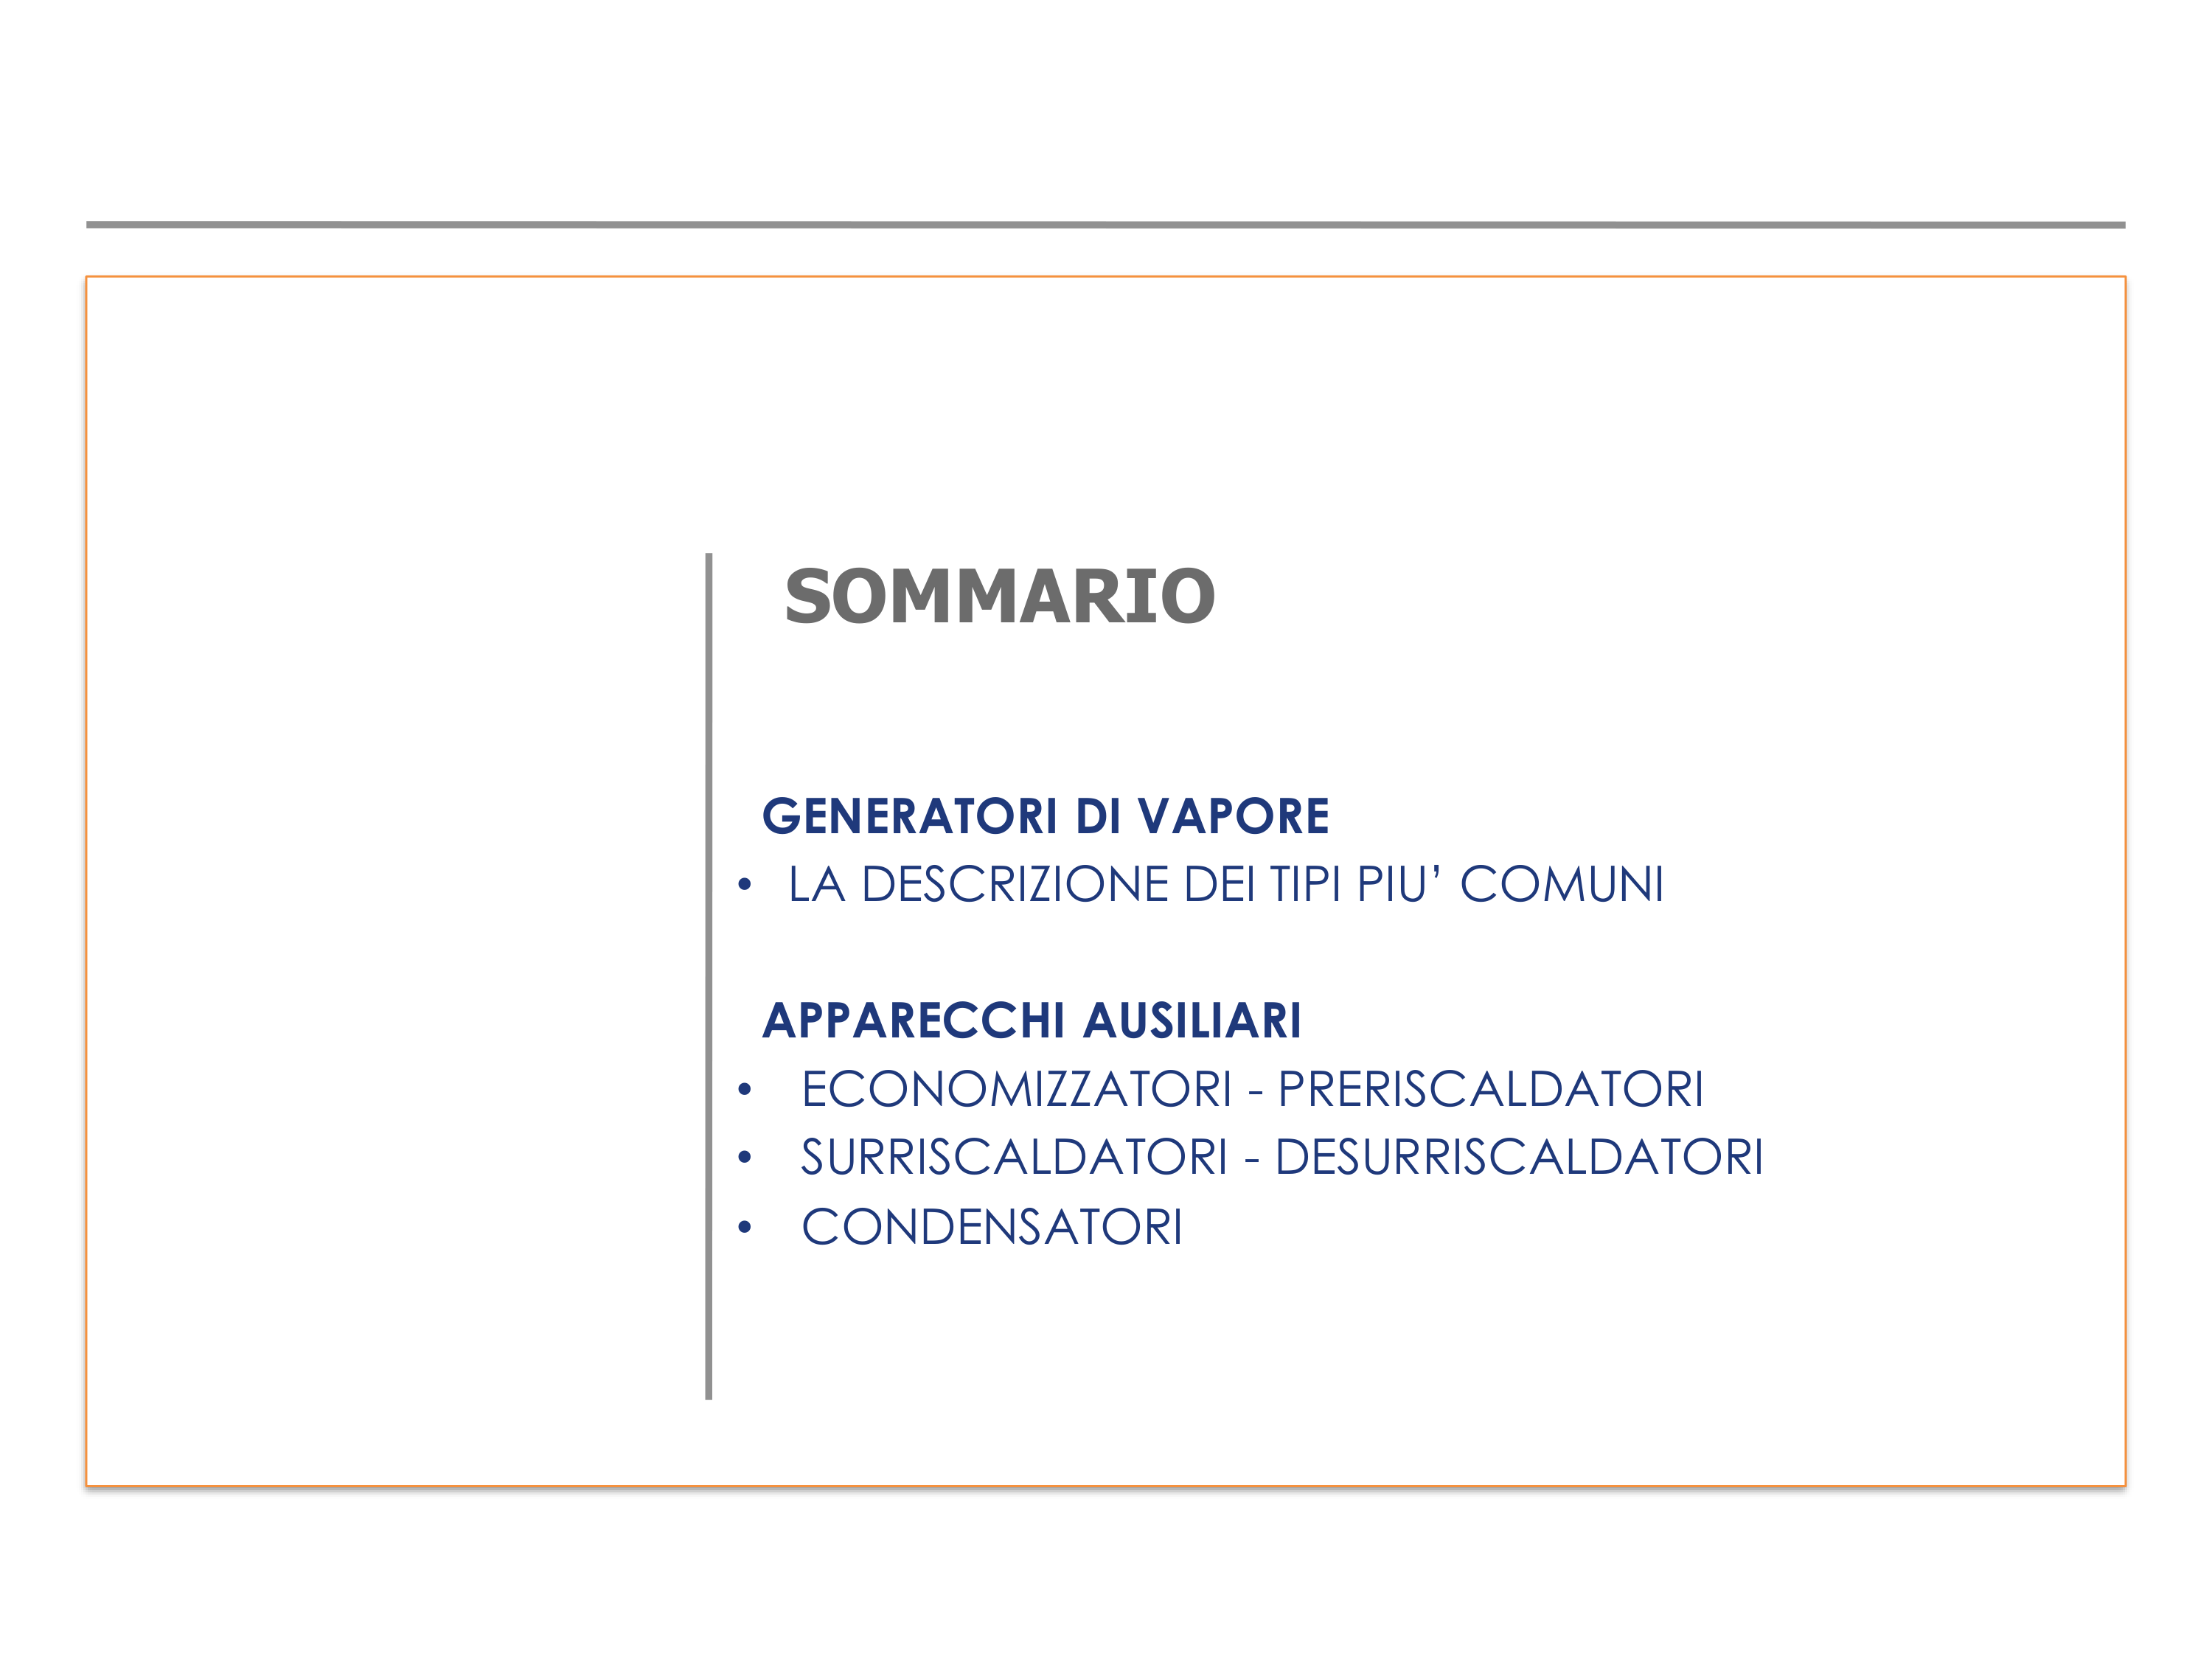 SOMMARIO
GENERATORI DI VAPORE
• LA DESCRIZIONE DEI TIPI PIU’ COMUNI
APPARECCHI AUSILIARI
• ECONOMIZZATORI - PRERISCALDATORI
• SURRISCALDATORI - DESURRISCALDATORI
• CONDENSATORI